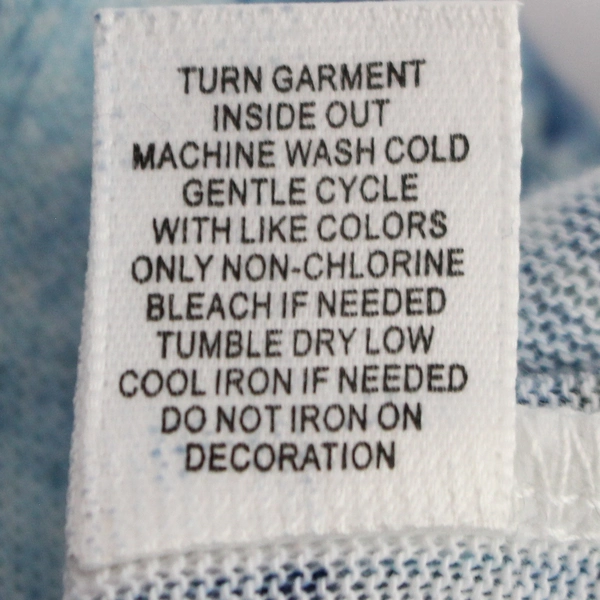 TURN GARMENT
INSIDE OUT
MACHINE WASH COLD
GENTLE CYCLE
WITH LIKE COLORS
ONLY NON-CHLORINE
BLEACH IF NEEDED
TUMBLE DRY LOW
COOL IRON IF NEEDED
DO NOT IRON ON
DECORATION